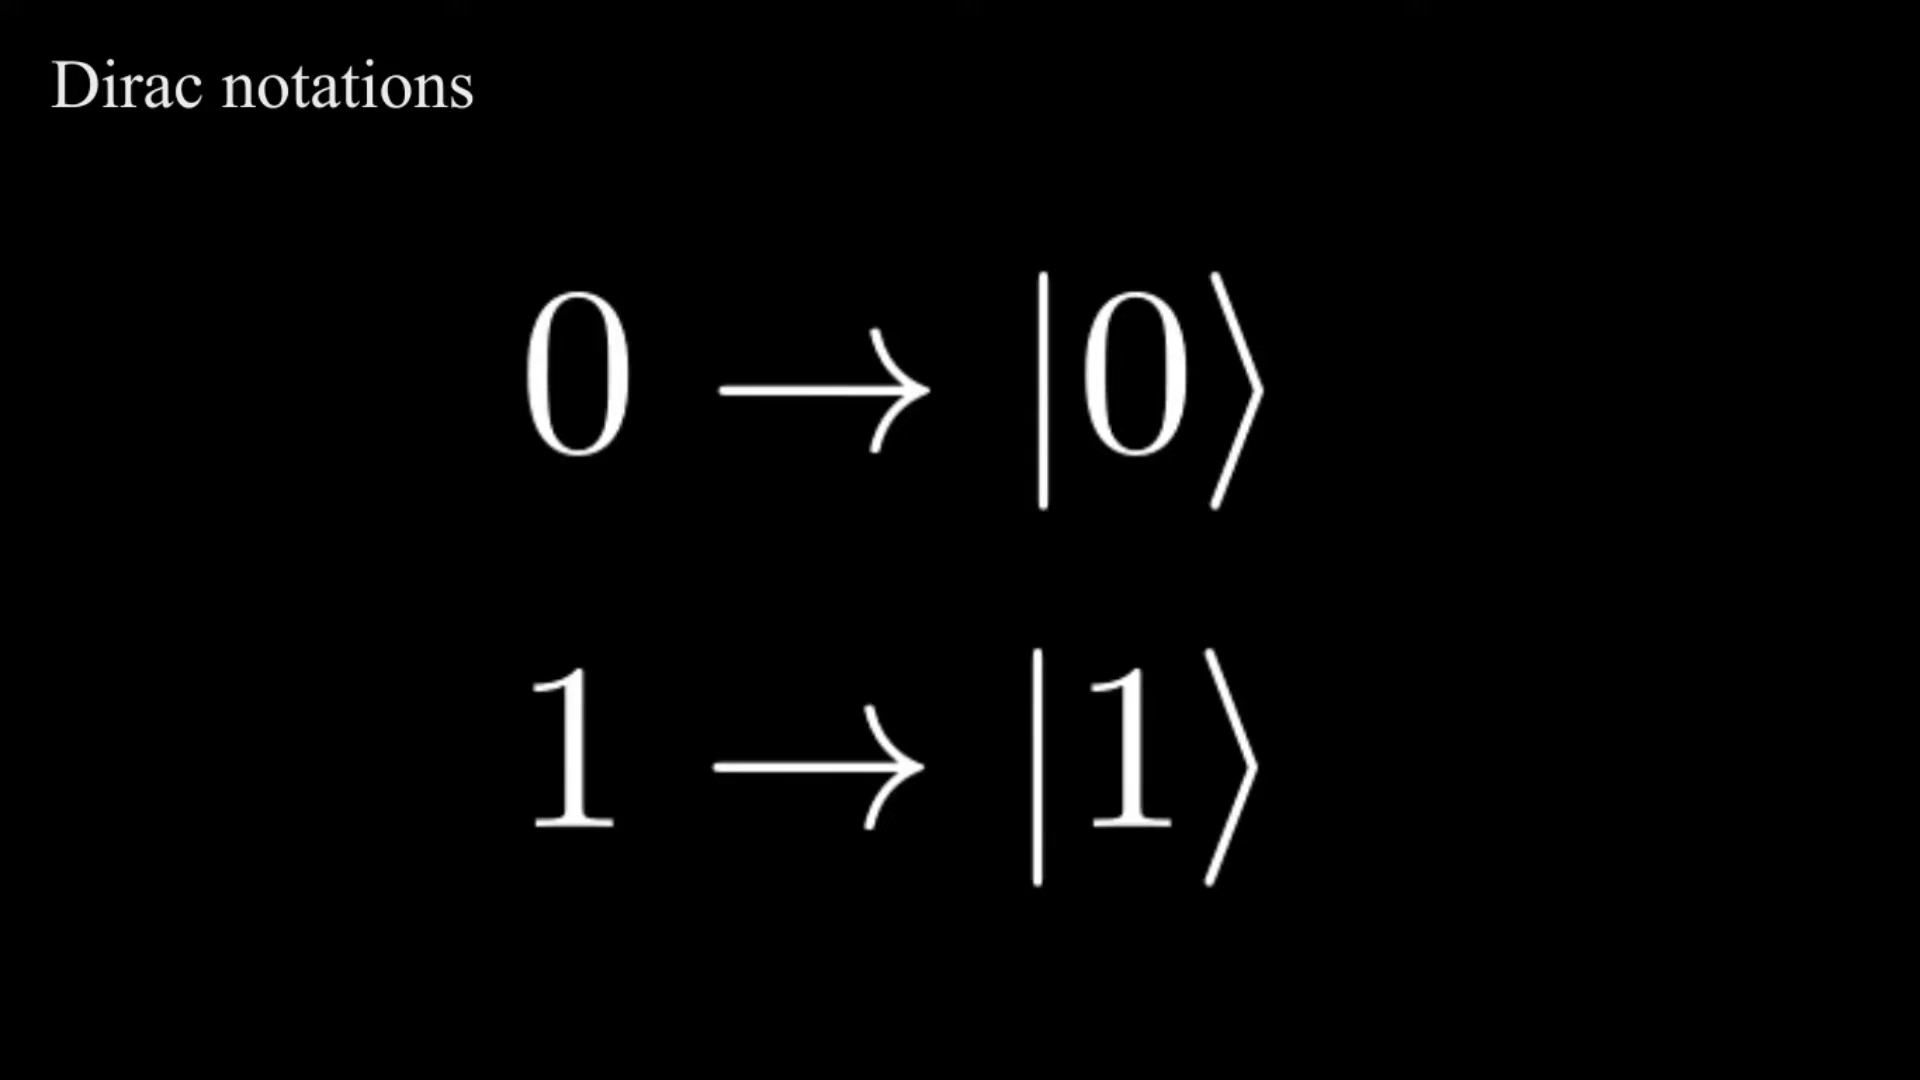 Dirac notations
0 → |0⟩
1 → |1⟩